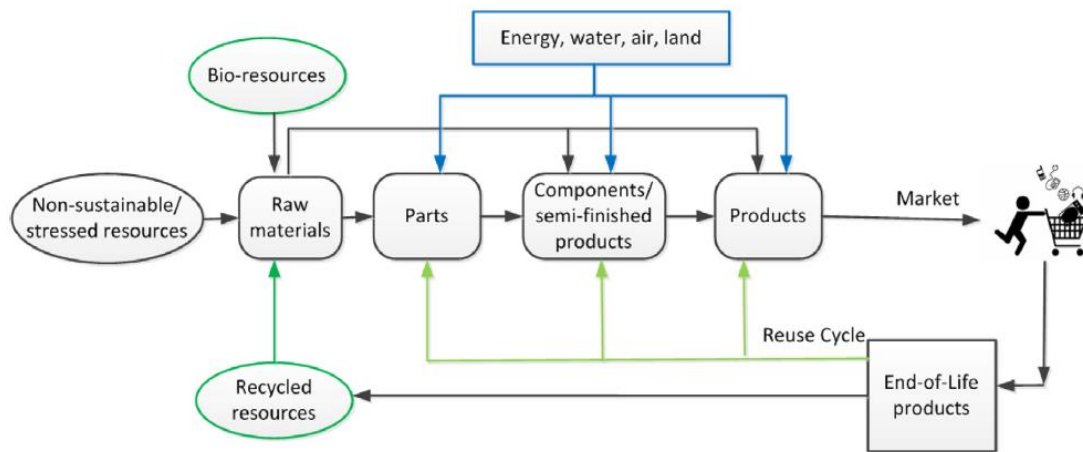 Energy, water, air, land
Bio-resources
Non-sustainable/
stressed resources
Raw
materials
Parts
Components/
semi-finished
products
Products
Market
Reuse Cycle
Recycled
resources
End-of-Life
products